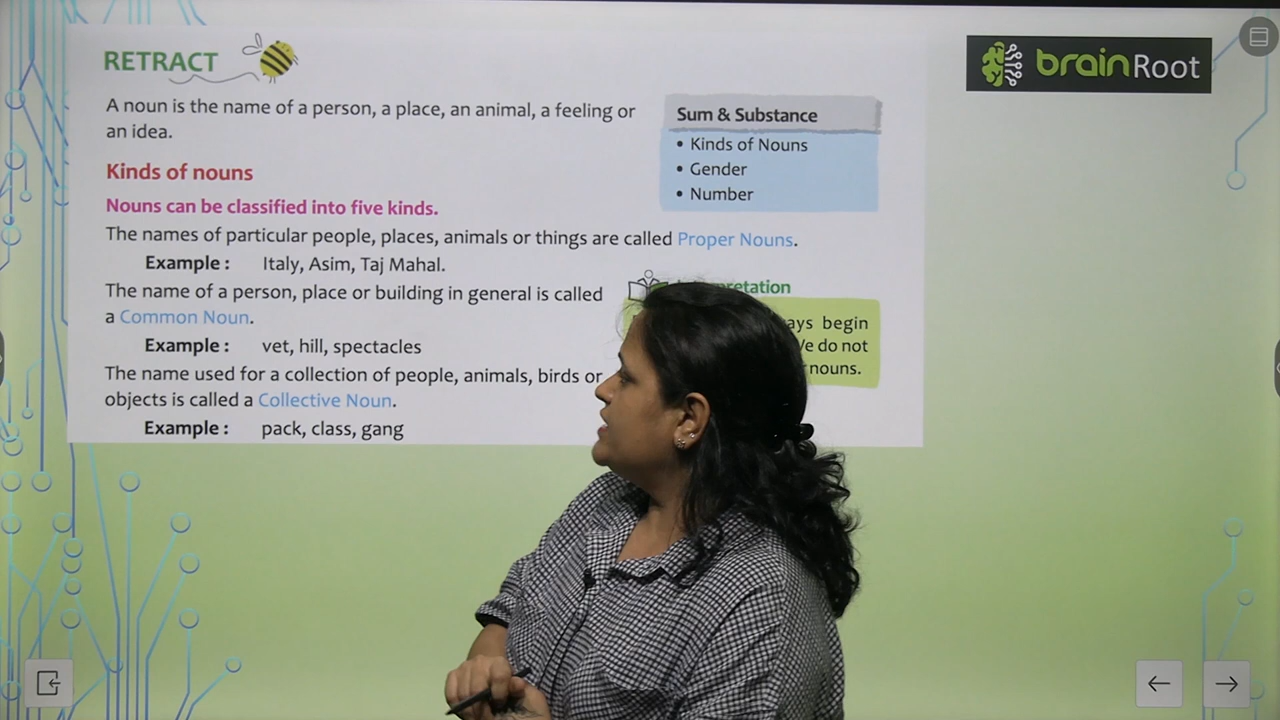 RETRACT
A noun is the name of a person, a place, an animal, a feeling or
an idea.
Kinds of nouns
Nouns can be classified into five kinds.
The names of particular people, places, animals or things are called Proper Nouns.
Example : Italy, Asim, Taj Mahal.
The name of a person, place or building in general is called
a Common Noun.
Example : vet, hill, spectacles
The name used for a collection of people, animals, birds or
objects is called a Collective Noun.
Example : pack, class, gang
brainRoot
Sum & Substance
• Kinds of Nouns
• Gender
• Number
begin
do not
nouns.